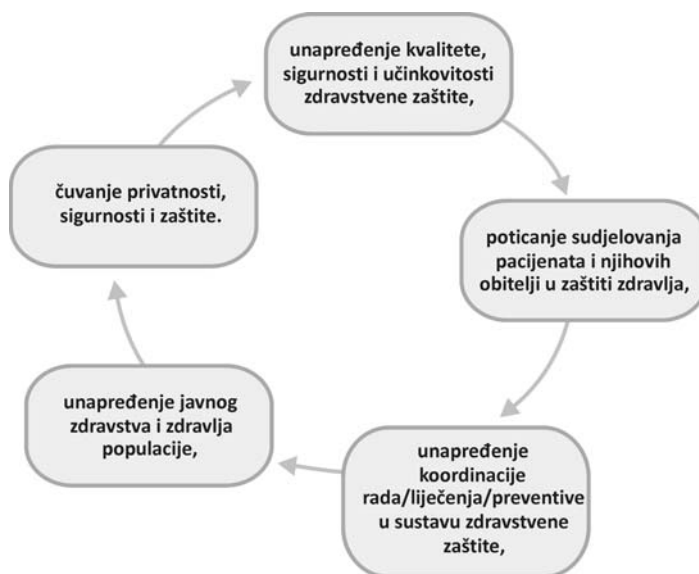 unapređenje kvalitete,
sigurnosti i učinkovitosti
zdravstvene zaštite,
poticanje sudjelovanja
pacijenata i njihovih
obitelji u zaštiti zdravlja,
unapređenje
koordinacije
rada/liječenja/preventive
u sustavu zdravstvene
zaštite,
unapređenje javnog
zdravstva i zdravlja
populacije,
čuvanje privatnosti,
sigurnosti i zaštite.